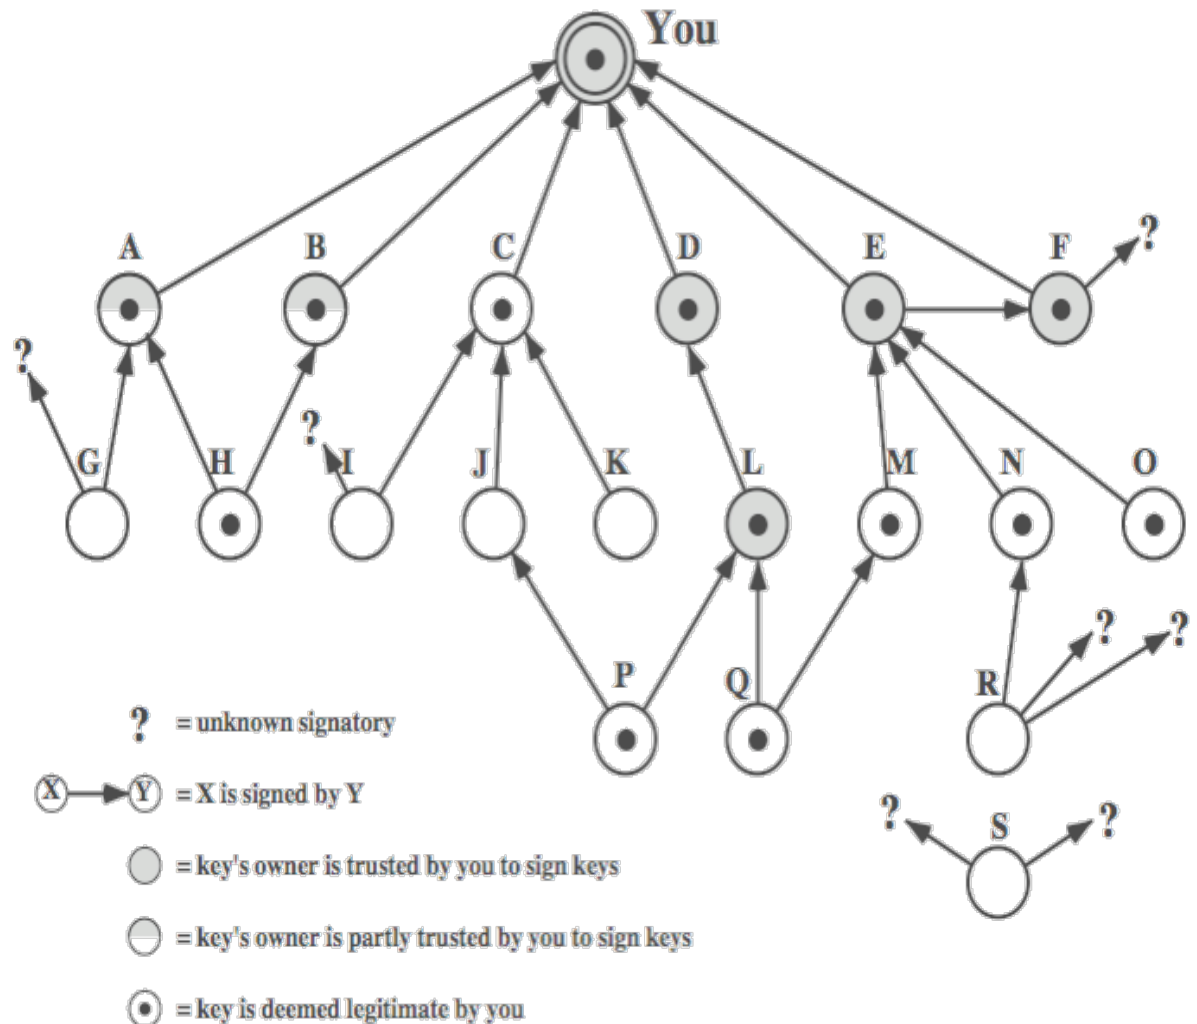 You
A B C D E F ?
?
?
G H I J K L M N O
? ?
P Q R
? = unknown signatory
X Y = X is signed by Y
? S ?
= key's owner is trusted by you to sign keys
= key's owner is partly trusted by you to sign keys
= key is deemed legitimate by you